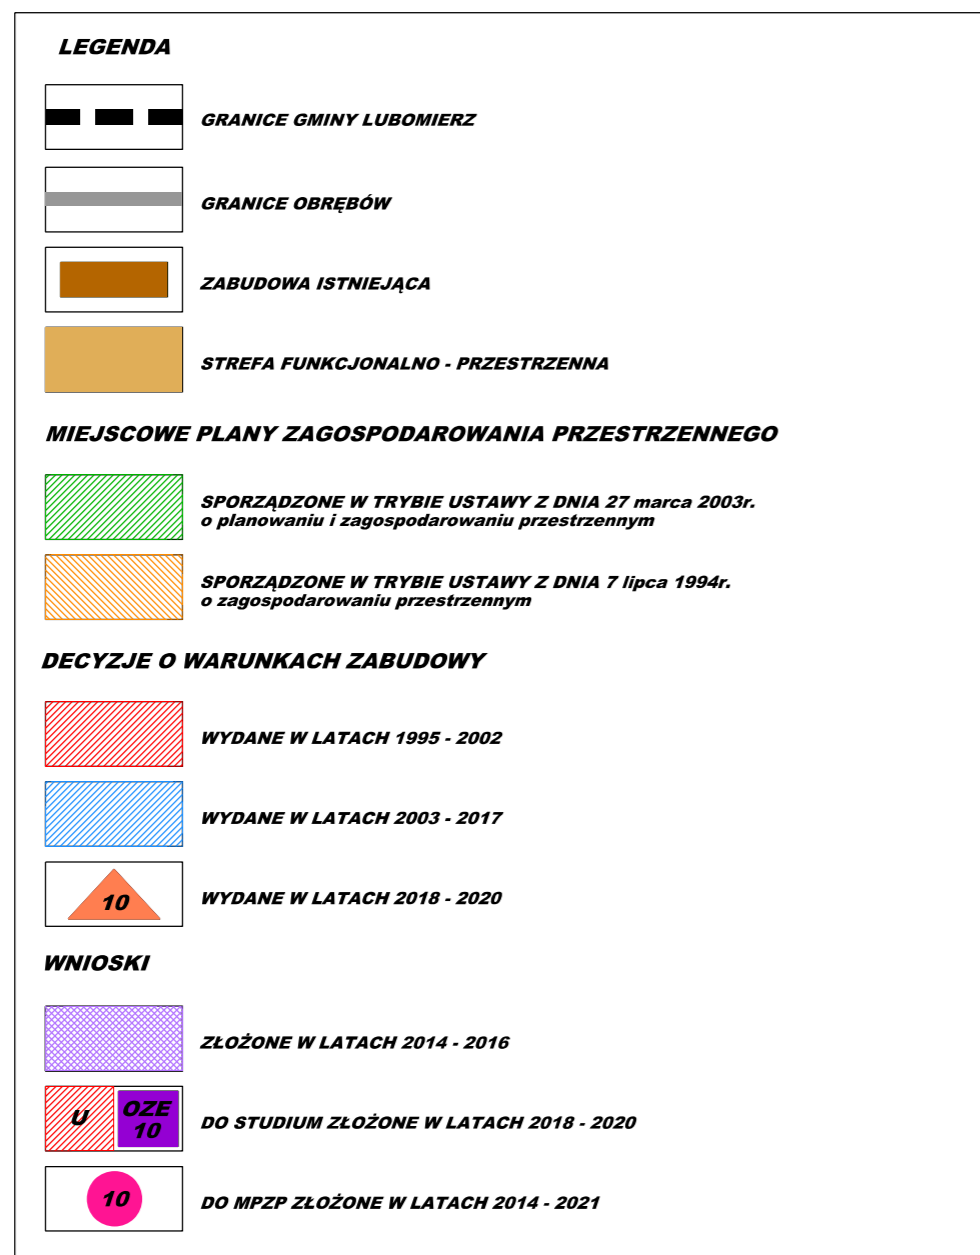 LEGENDA
GRANICE GMINY LUBOMIERZ
GRANICE OBRĘBÓW
ZABUDOWA ISTNIEJĄCA
STREFA FUNKCJONALNO - PRZESTRZENNA
MIEJSCOWE PLANY ZAGOSPODAROWANIA PRZESTRZENNEGO
SPORZĄDZONE W TRYBIE USTAWY Z DNIA 27 marca 2003r.
o planowaniu i zagospodarowaniu przestrzennym
SPORZĄDZONE W TRYBIE USTAWY Z DNIA 7 lipca 1994r.
o zagospodarowaniu przestrzennym
DECYZJE O WARUNKACH ZABUDOWY
WYDANE W LATACH 1995 - 2002
WYDANE W LATACH 2003 - 2017
10
WYDANE W LATACH 2018 - 2020
WNIOSKI
ZŁOŻONE W LATACH 2014 - 2016
U
OZE
10
DO STUDIUM ZŁOŻONE W LATACH 2018 - 2020
10
DO MPZP ZŁOŻONE W LATACH 2014 - 2021